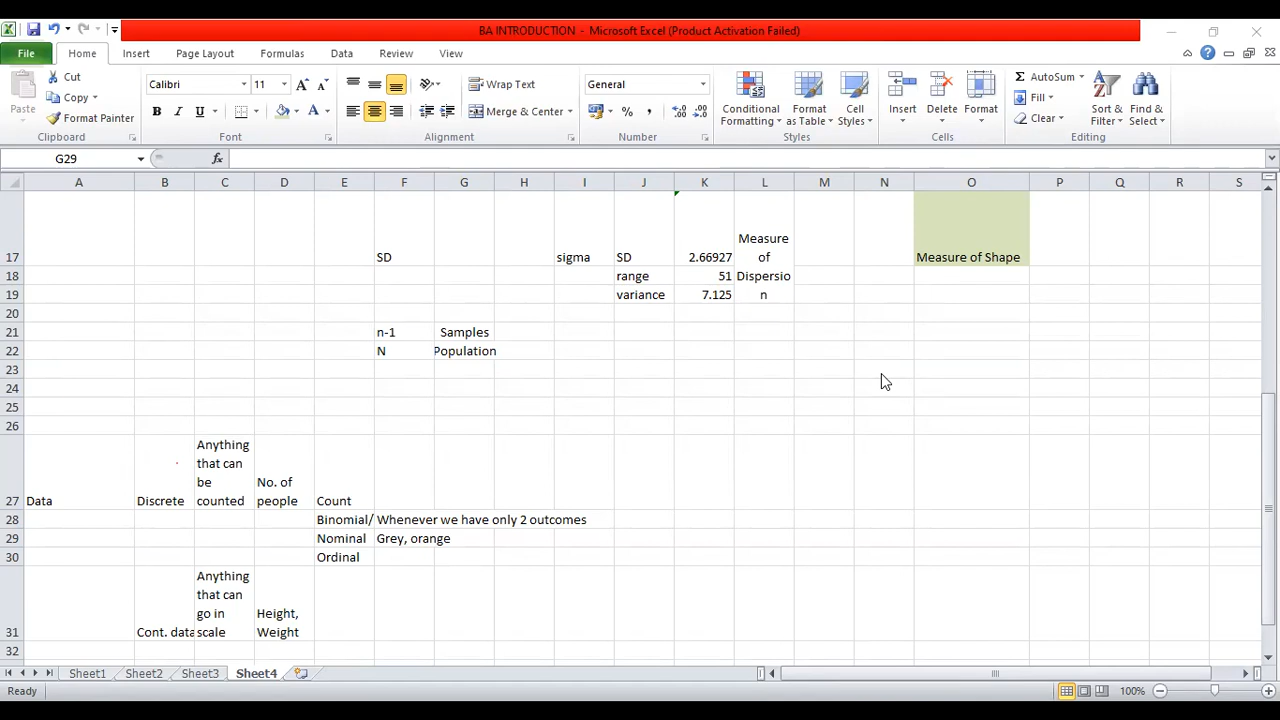 BA INTRODUCTION - Microsoft Excel (Product Activation Failed)
File Home Insert Page Layout Formulas Data Review View
Paste
Cut
Copy
Format Painter
Clipboard
Calibri 11
B I U
Font
Wrap Text
Merge & Center
Alignment
General
%
Number
Conditional Formatting
Format as Table
Cell Styles
Styles
Insert Delete Format
Cells
AutoSum
Fill
Clear
Sort & Filter
Find & Select
Editing
G29 fx
A B C D E F G H I J K L M N O P Q R S
17 SD sigma SD 2.66927 Measure of Shape
18 range 51
19 variance 7.125
Measure
of
Dispersio
n
20
21 n-1 Samples
22 N Population
23
24
25
26
27 Data Discrete
Anything
that can
be
counted
No. of
people
Count
28 Binomial/ Whenever we have only 2 outcomes
29 Nominal Grey, orange
30 Ordinal
31 Cont. data
Anything
that can
go in
scale
Height,
Weight
32
Sheet1 Sheet2 Sheet3 Sheet4
Ready 100%